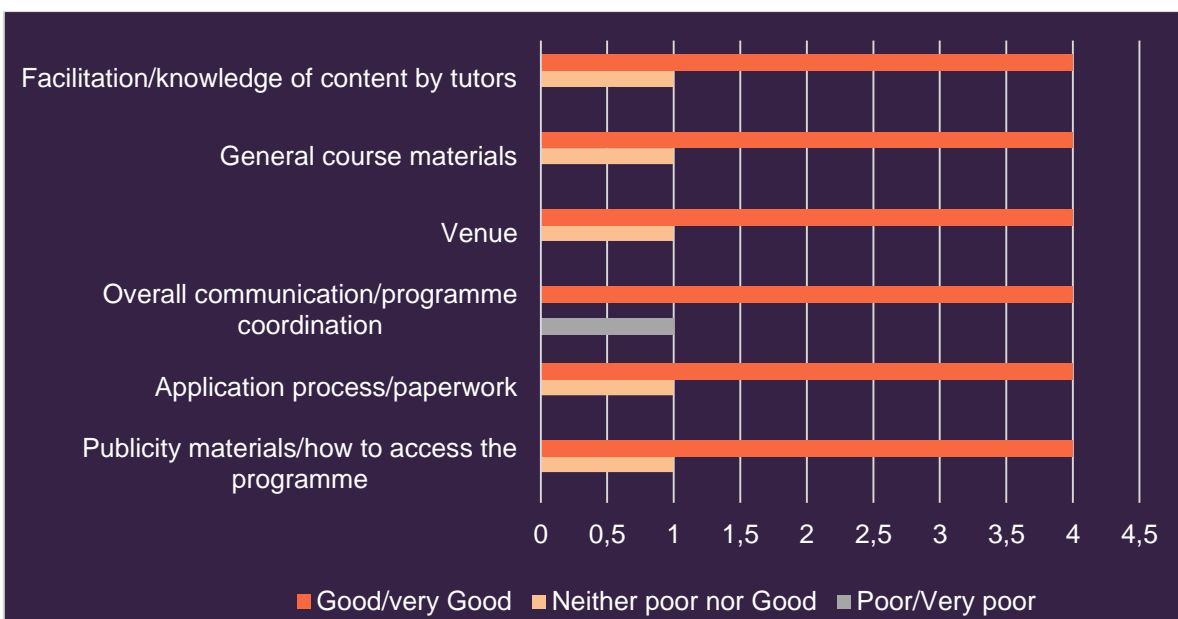 Facilitation/knowledge of content by tutors
General course materials
Venue
Overall communication/programme
coordination
Application process/paperwork
Publicity materials/how to access the
programme
0 0,5 1 1,5 2 2,5 3 3,5 4 4,5
Good/very Good Neither poor nor Good Poor/Very poor